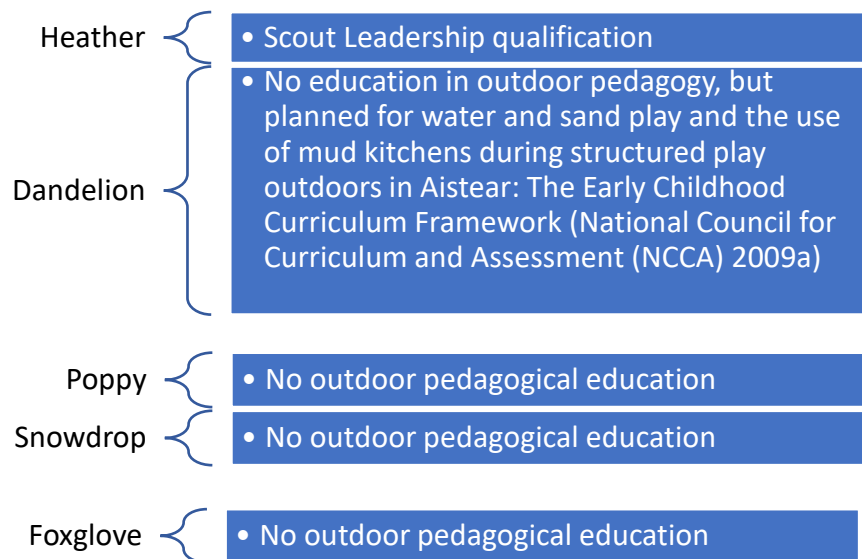 Heather
• Scout Leadership qualification
Dandelion
• No education in outdoor pedagogy, but
planned for water and sand play and the use
of mud kitchens during structured play
outdoors in Aistear: The Early Childhood
Curriculum Framework (National Council for
Curriculum and Assessment (NCCA) 2009a)
Poppy
• No outdoor pedagogical education
Snowdrop
• No outdoor pedagogical education
Foxglove
• No outdoor pedagogical education